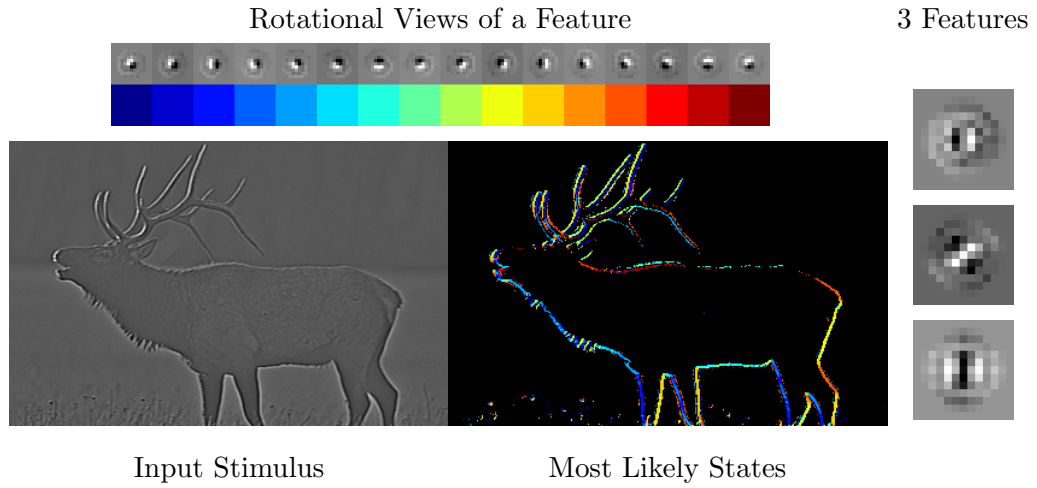 Rotational Views of a Feature
3 Features
Input Stimulus
Most Likely States